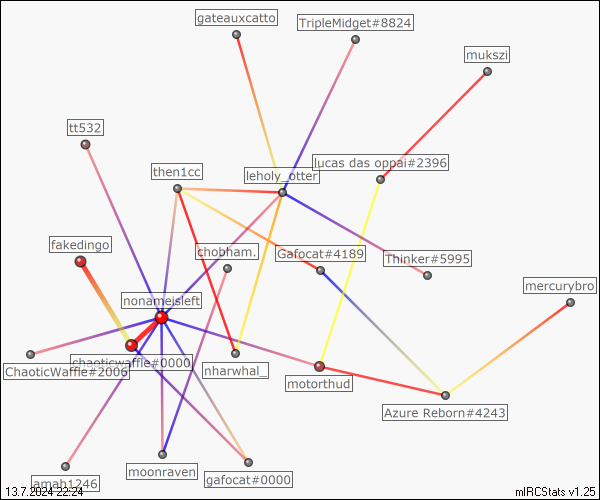 gateauxcatto
TripleMidget#8824
mukszi
tt532
lucas das oppai#2396
then1cc
leholy_otter
fakedingo
chobham.
Gafocat#4189
Thinker#5995
mercurybro
nonameisleft
chaoticwaffle#0000
ChaoticWaffle#2006
nharwhal_
motorthud
Azure Reborn#4243
moonraven
gafocat#0000
amah1246
13.7.2024 22:24
mIRCStats v1.25